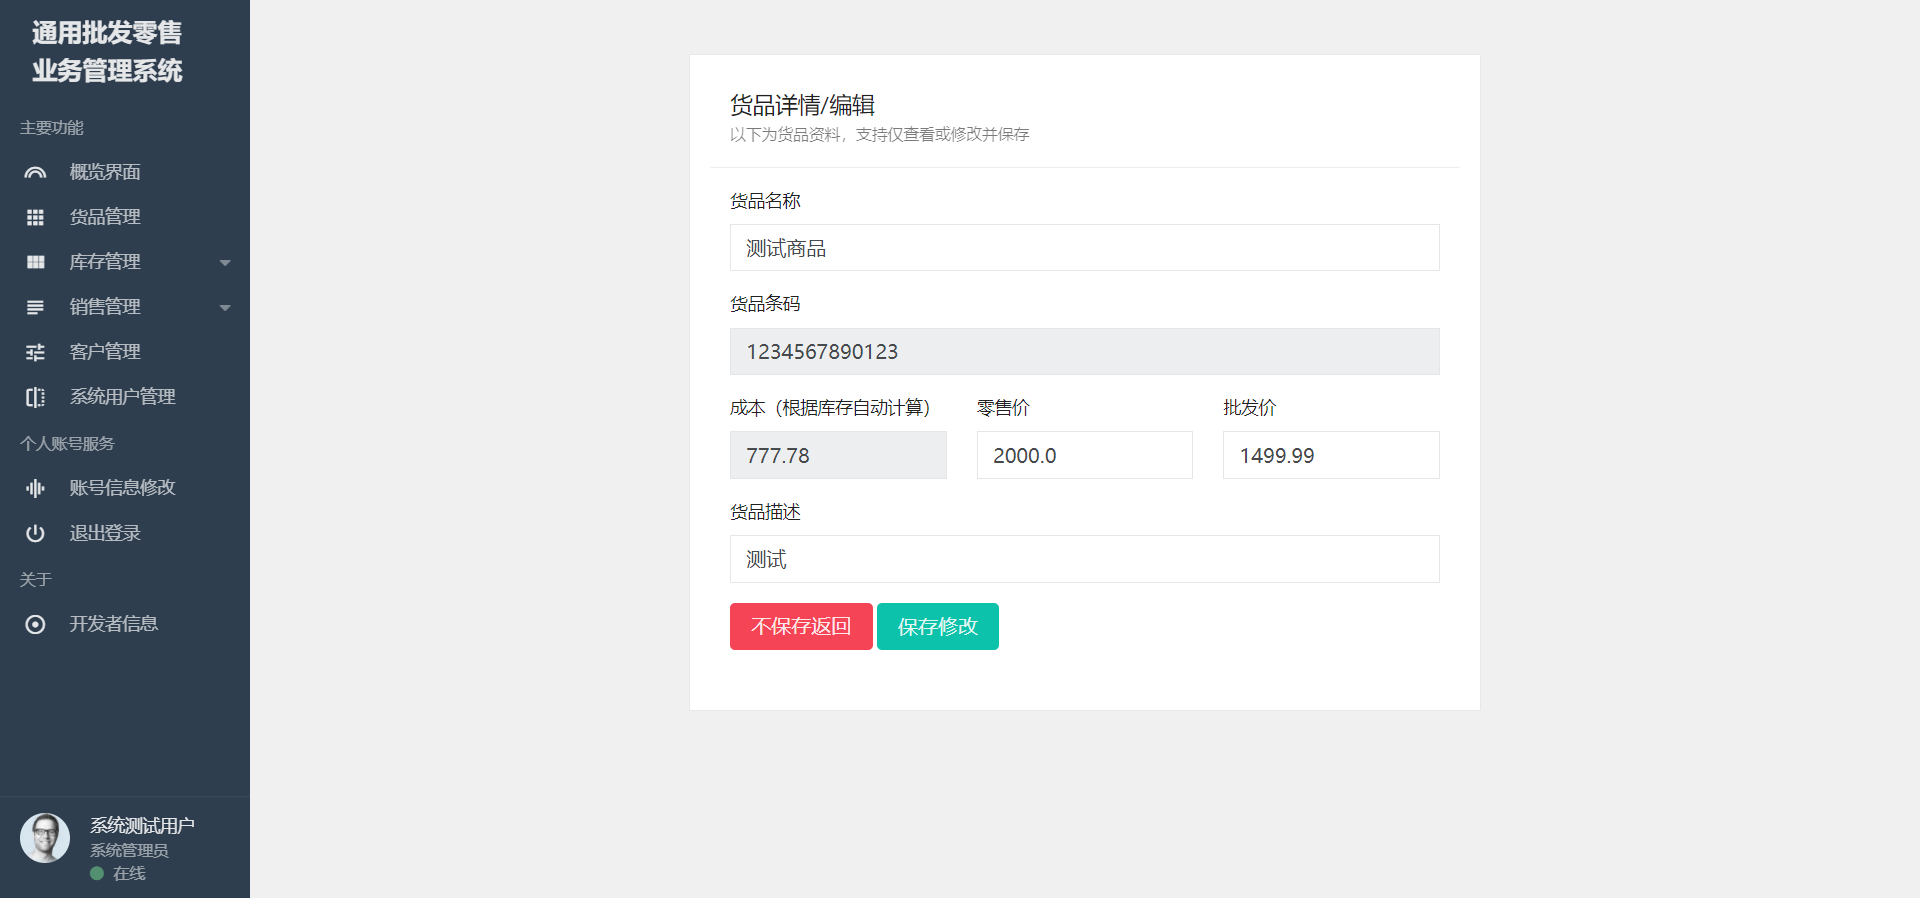 通用批发零售
业务管理系统
主要功能
概览界面
货品管理
库存管理
销售管理
客户管理
系统用户管理
个人账号服务
账号信息修改
退出登录
关于
开发者信息
系统测试用户
系统管理员
在线
货品详情/编辑
以下为货品资料，支持仅查看或修改并保存
货品名称
测试商品
货品条码
1234567890123
成本（根据库存自动计算） 零售价 批发价
777.78 2000.0 1499.99
货品描述
测试
不保存返回 保存修改